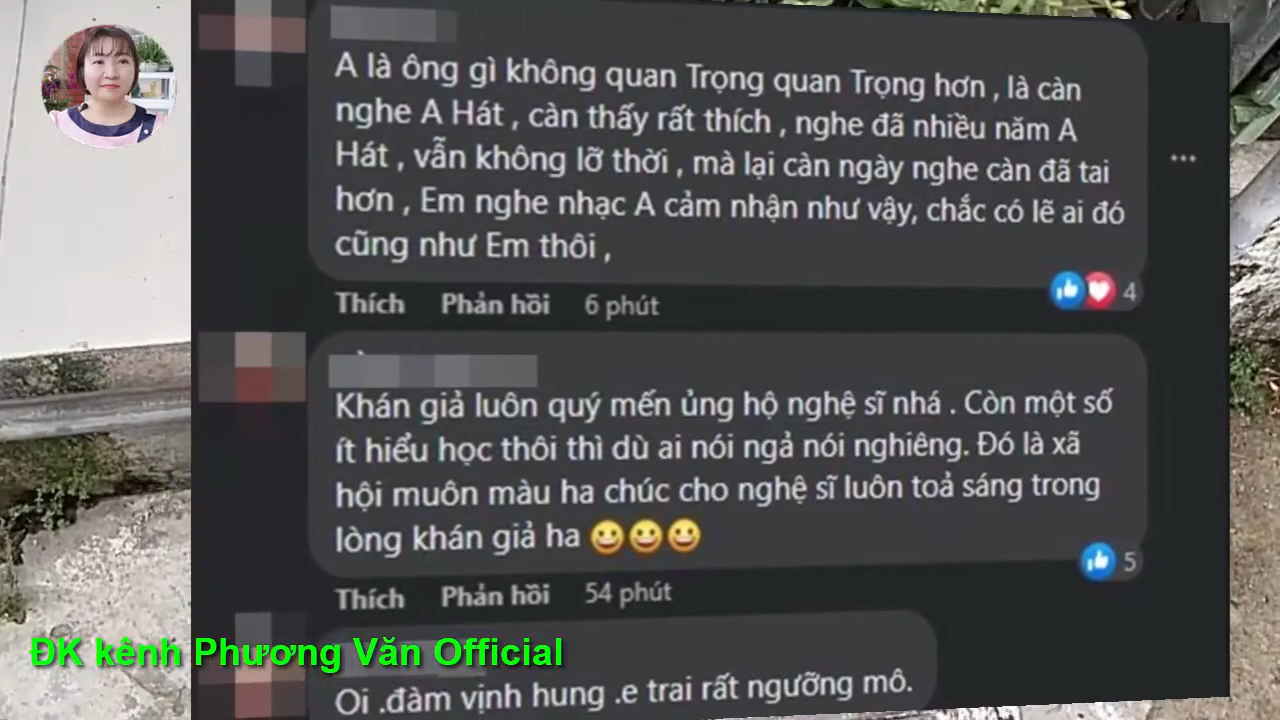 A là ông gì không quan Trọng quan Trọng hơn , là càn
nghe A Hát , càn thấy rất thích , nghe đã nhiều năm A
Hát , vẫn không lỡ thời , mà lại càn ngày nghe càn đã tai
hơn , Em nghe nhạc A cảm nhận như vậy, chắc có lẽ ai đó
cũng như Em thôi ,
4
Thích Phản hồi 6 phút
Khán giả luôn quý mến ủng hộ nghệ sĩ nhá . Còn một số
ít hiểu học thôi thì dù ai nói ngả nói nghiêng. Đó là xã
hội muôn màu ha chúc cho nghệ sĩ luôn toả sáng trong
lòng khán giả ha 😀😀😀
5
Thích Phản hồi 54 phút
ĐK kênh Phương Văn Official
Oi .đàm vịnh hung .e trai rất ngưỡng mô.